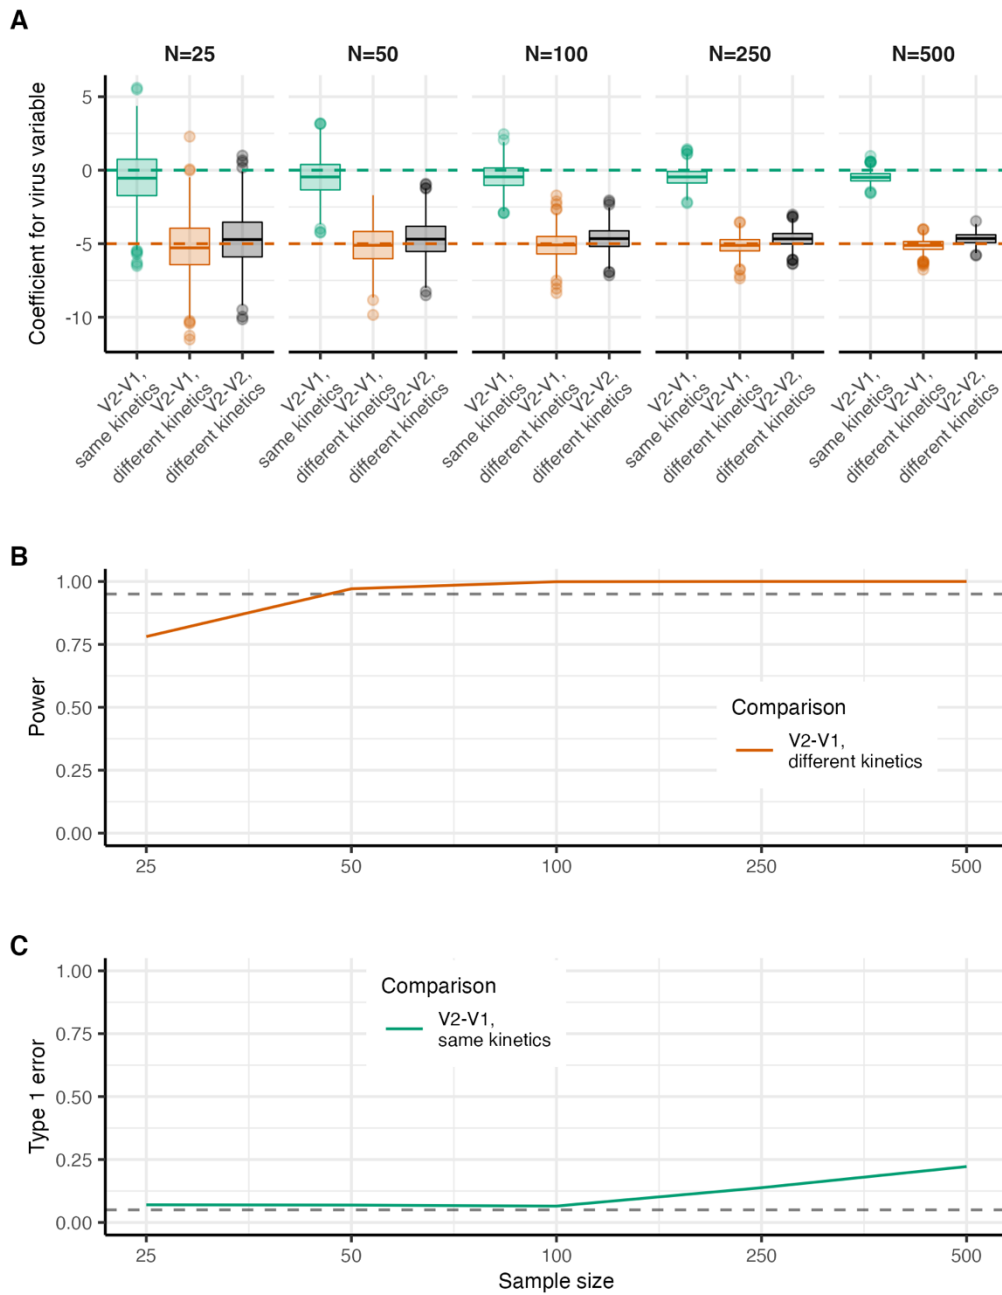 A
N=25
N=50
N=100
N=250
N=500
Coefficient for virus variable
5
0
-5
-10
V2-V1,
same kinetics
V2-V1,
different kinetics
V2-V2,
different kinetics
V2-V1,
same kinetics
V2-V1,
different kinetics
V2-V2,
different kinetics
V2-V1,
same kinetics
V2-V1,
different kinetics
V2-V2,
different kinetics
V2-V1,
same kinetics
V2-V1,
different kinetics
V2-V2,
different kinetics
V2-V1,
same kinetics
V2-V1,
different kinetics
V2-V2,
different kinetics
B
Power
1.00
0.75
0.50
0.25
0.00
Comparison
V2-V1,
different kinetics
25
50
100
250
500
C
Type 1 error
1.00
0.75
0.50
0.25
0.00
Comparison
V2-V1,
same kinetics
25
50
100
250
500
Sample size